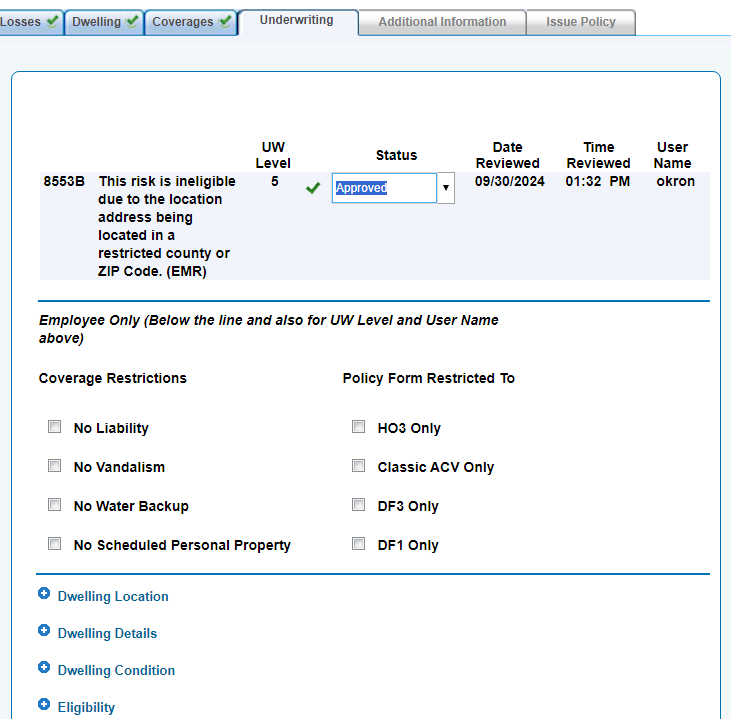 Losses Dwelling Coverages Underwriting Additional Information Issue Policy
UW Level Status Date Reviewed Time Reviewed User Name
8553B This risk is ineligible 5 Approved 09/30/2024 01:32 PM okron
due to the location
address being
located in a
restricted county or
ZIP Code. (EMR)
Employee Only (Below the line and also for UW Level and User Name
above)
Coverage Restrictions Policy Form Restricted To
No Liability HO3 Only
No Vandalism Classic ACV Only
No Water Backup DF3 Only
No Scheduled Personal Property DF1 Only
Dwelling Location
Dwelling Details
Dwelling Condition
Eligibility